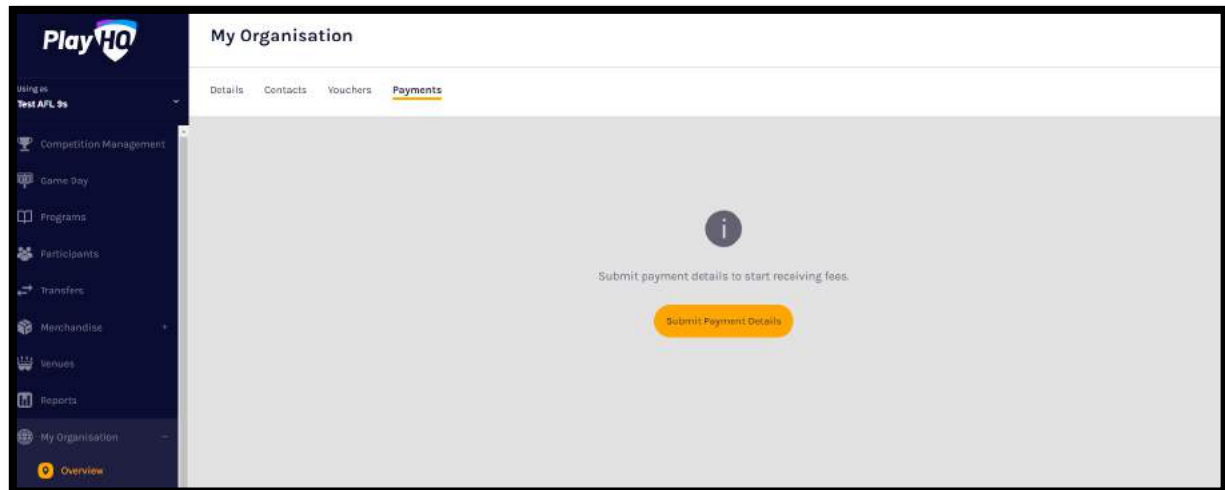 PlayHQ
My Organisation
Using as
Test AFL 9s
Details Contacts Vouchers Payments
Competition Management
Game Day
Programs
Participants
Transfers
Merchandise +
Venues
Reports
My Organisation −
Overview
i
Submit payment details to start receiving fees.
Submit Payment Details